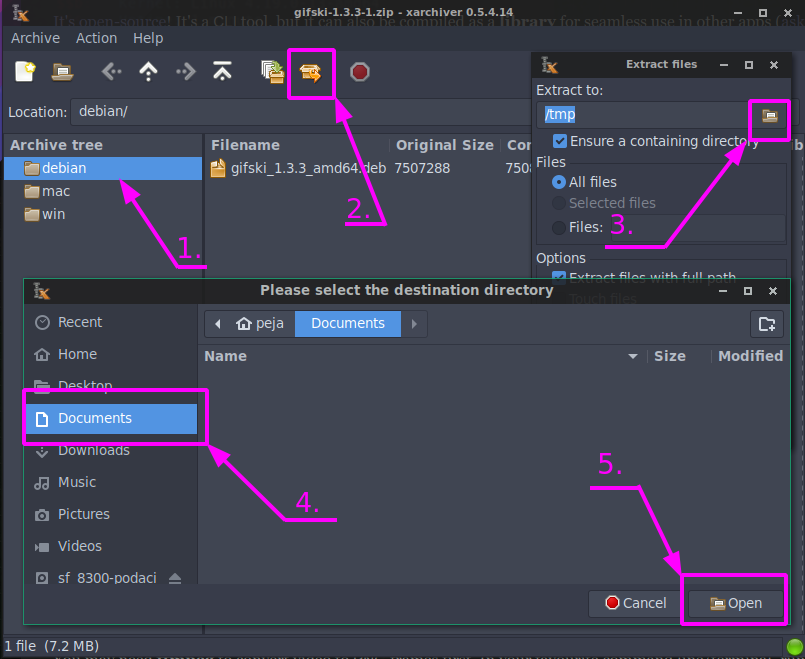 It's open-source! It's a CLI tool, but it can also be compiled as a library for seamless use in other apps (ask
gifski-1.3.3-1.zip - xarchiver 0.5.4.14
Archive Action Help
Location: debian/
Archive tree
debian
mac
win
Filename Original Size Con
gifski_1.3.3_amd64.deb 7507288 7508
1.
2.
Extract files
Extract to:
/tmp
Ensure a containing directory
Files
All files
Selected files
Files:
3.
Options
Extract files with full path
Touch files
Please select the destination directory
peja Documents
Name Size Modified
Recent
Home
Desktop
Documents
Downloads
Music
Pictures
Videos
sf_8300-podaci
4.
5.
Cancel Open
1 file (7.2 MB)